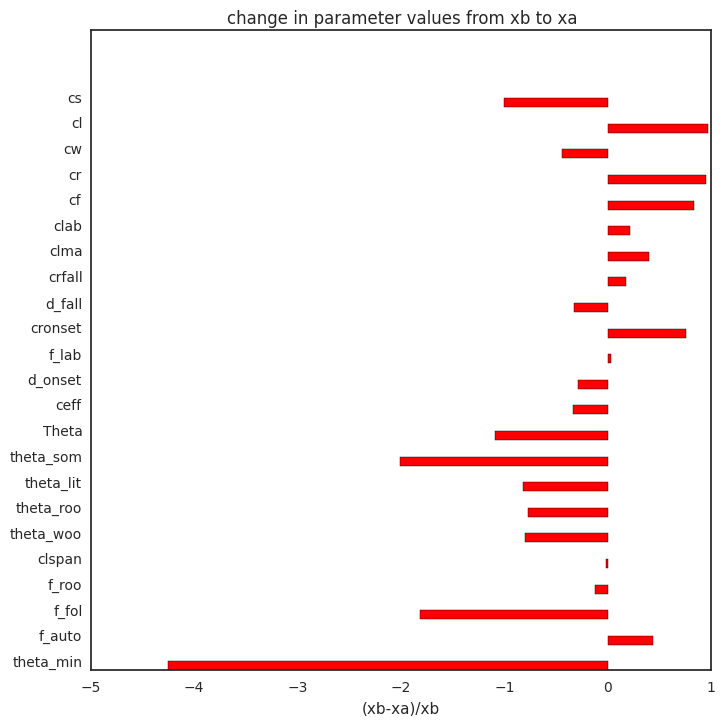 change in parameter values from xb to xa
cs
cl
cw
cr
cf
clab
clma
crfall
d_fall
cronset
f_lab
d_onset
ceff
Theta
theta_som
theta_lit
theta_roo
theta_woo
clspan
f_roo
f_fol
f_auto
theta_min
−5 −4 −3 −2 −1 0 1
(xb-xa)/xb